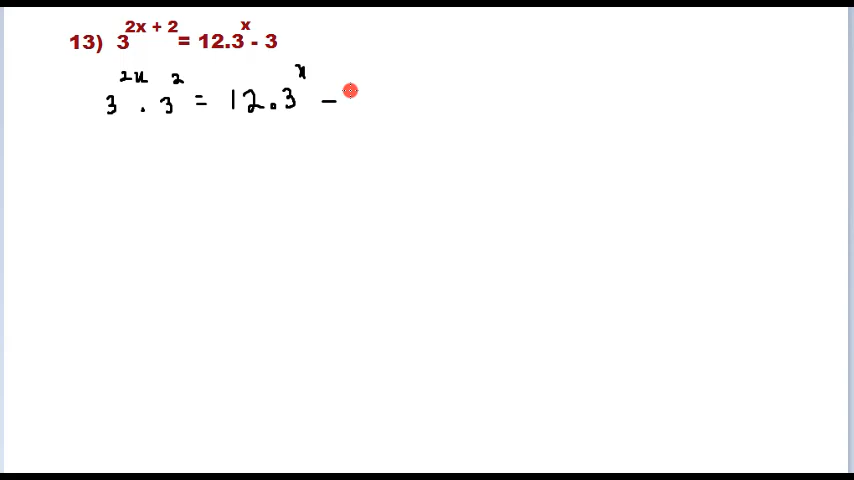 13) 3^{2x + 2} = 12.3^{x} - 3
3^{2x} . 3^{2} = 12.3^{x} -